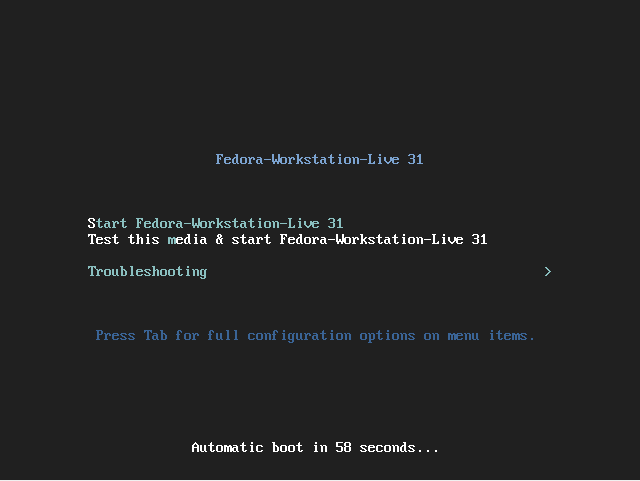 Fedora-Workstation-Live 31
Start Fedora-Workstation-Live 31
Test this media & start Fedora-Workstation-Live 31
Troubleshooting >
Press Tab for full configuration options on menu items.
Automatic boot in 58 seconds...